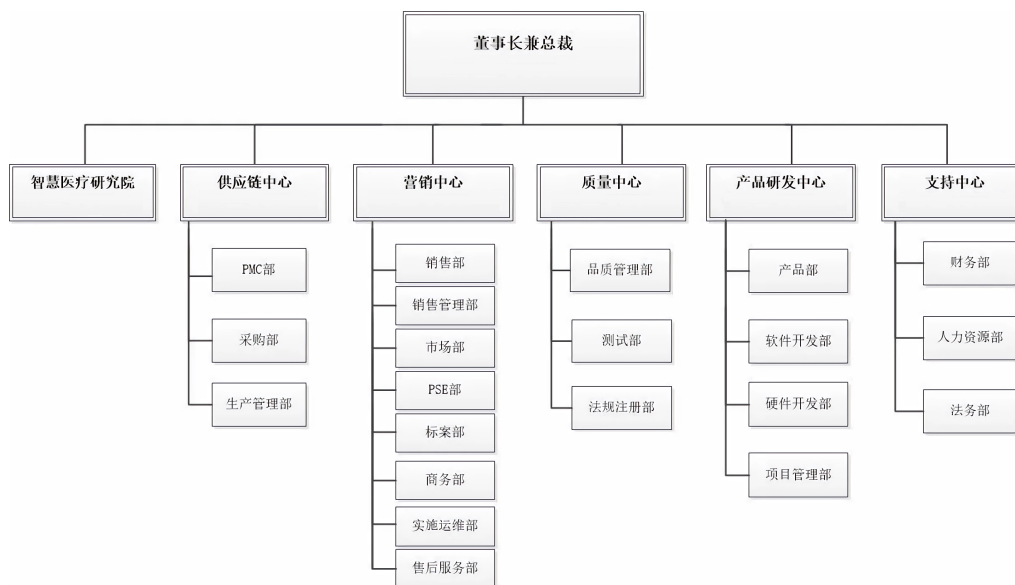 董事长兼总裁
智慧医疗研究院
供应链中心
营销中心
质量中心
产品研发中心
支持中心
PMC部
采购部
生产管理部
销售部
销售管理部
市场部
PSE部
标案部
商务部
实施运维部
售后服务部
品质管理部
测试部
法规注册部
产品部
软件开发部
硬件开发部
项目管理部
财务部
人力资源部
法务部